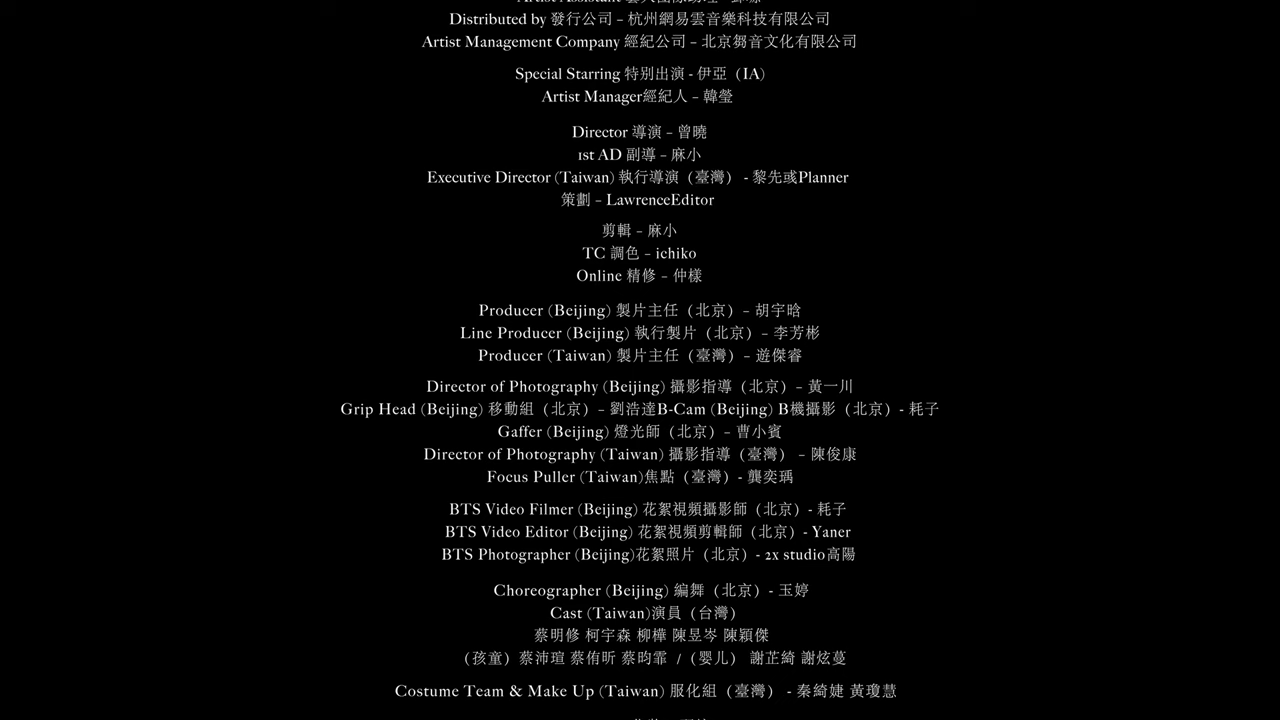 Distributed by 發行公司 – 杭州網易雲音樂科技有限公司
Artist Management Company 經紀公司 – 北京芻音文化有限公司
Special Starring 特别出演 - 伊亞（IA）
Artist Manager經紀人 – 韓瑩
Director 導演 – 曾曉
1st AD 副導 – 麻小
Executive Director (Taiwan) 執行導演（臺灣） - 黎先彧Planner
策劃 – LawrenceEditor
剪輯 – 麻小
TC 調色 – ichiko
Online 精修 – 仲樣
Producer (Beijing) 製片主任（北京）– 胡宇晗
Line Producer (Beijing) 執行製片（北京）– 李芳彬
Producer (Taiwan) 製片主任（臺灣）– 遊傑睿
Director of Photography (Beijing) 攝影指導（北京）– 黃一川
Grip Head (Beijing) 移動組（北京）– 劉浩達B-Cam (Beijing) B機攝影（北京）- 耗子
Gaffer (Beijing) 燈光師（北京）– 曹小賓
Director of Photography (Taiwan) 攝影指導（臺灣） – 陳俊康
Focus Puller (Taiwan)焦點（臺灣）- 龔奕瑀
BTS Video Filmer (Beijing) 花絮視頻攝影師（北京）- 耗子
BTS Video Editor (Beijing) 花絮視頻剪輯師（北京）- Yaner
BTS Photographer (Beijing)花絮照片（北京）- 2x studio高陽
Choreographer (Beijing) 編舞（北京）- 玉婷
Cast (Taiwan)演員（台灣）
蔡明修 柯宇森 柳樺 陳昱岑 陳穎傑
（孩童）蔡沛瑄 蔡侑昕 蔡昀霏 /（婴儿） 謝芷綺 謝炫蔓
Costume Team & Make Up (Taiwan) 服化組（臺灣） - 秦綺婕 黃瓊慧